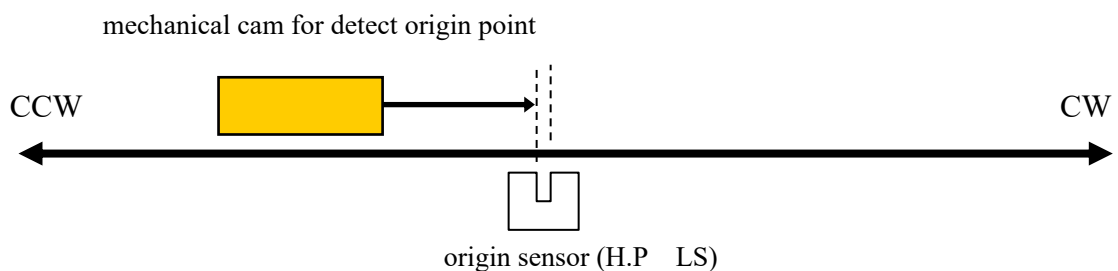 mechanical cam for detect origin point
CCW
CW
origin sensor (H.P LS)